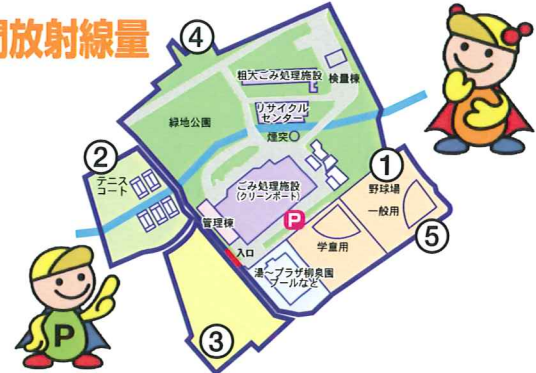 間放射線量
④
粗大ごみ処理施設
検量棟
リサイクル
センター
煙突
緑地公園
②
テニス
コート
①
ごみ処理施設
(クリーンポート)
野球場
一般用
管理棟
P
学童用
⑤
入口
湯~プラザ柳泉園
プールなど
③
P